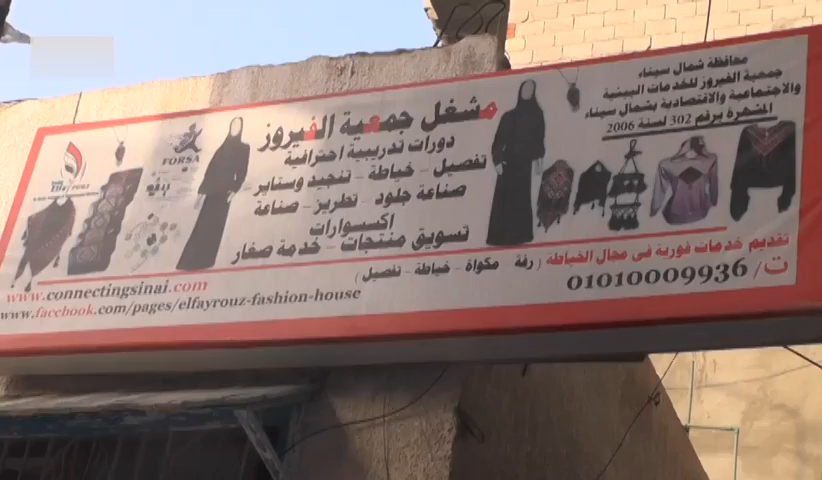 محافظة شمال سيناء
جمعية الفيروز للخدمات البيئية
والاجتماعية والاقتصادية بشمال سيناء
المشهرة برقم 302 لسنة 2006
مشغل جمعية الفيروز
دورات تدريبية احترافية
تفصيل - خياطة - تنجيد وستاير
صناعة جلود - تطريز - صناعة
اكسسوارات
تسويق منتجات - خدمة صغار
FORSA
Elfayrouz
تقديم خدمات فورية فى مجال الخياطة ( رفة مكواة - خياطة - تفصيل )
ت/ 01010009936
www.connectingsinai.com
www.facebook.com/pages/elfayrouz-fashion-house